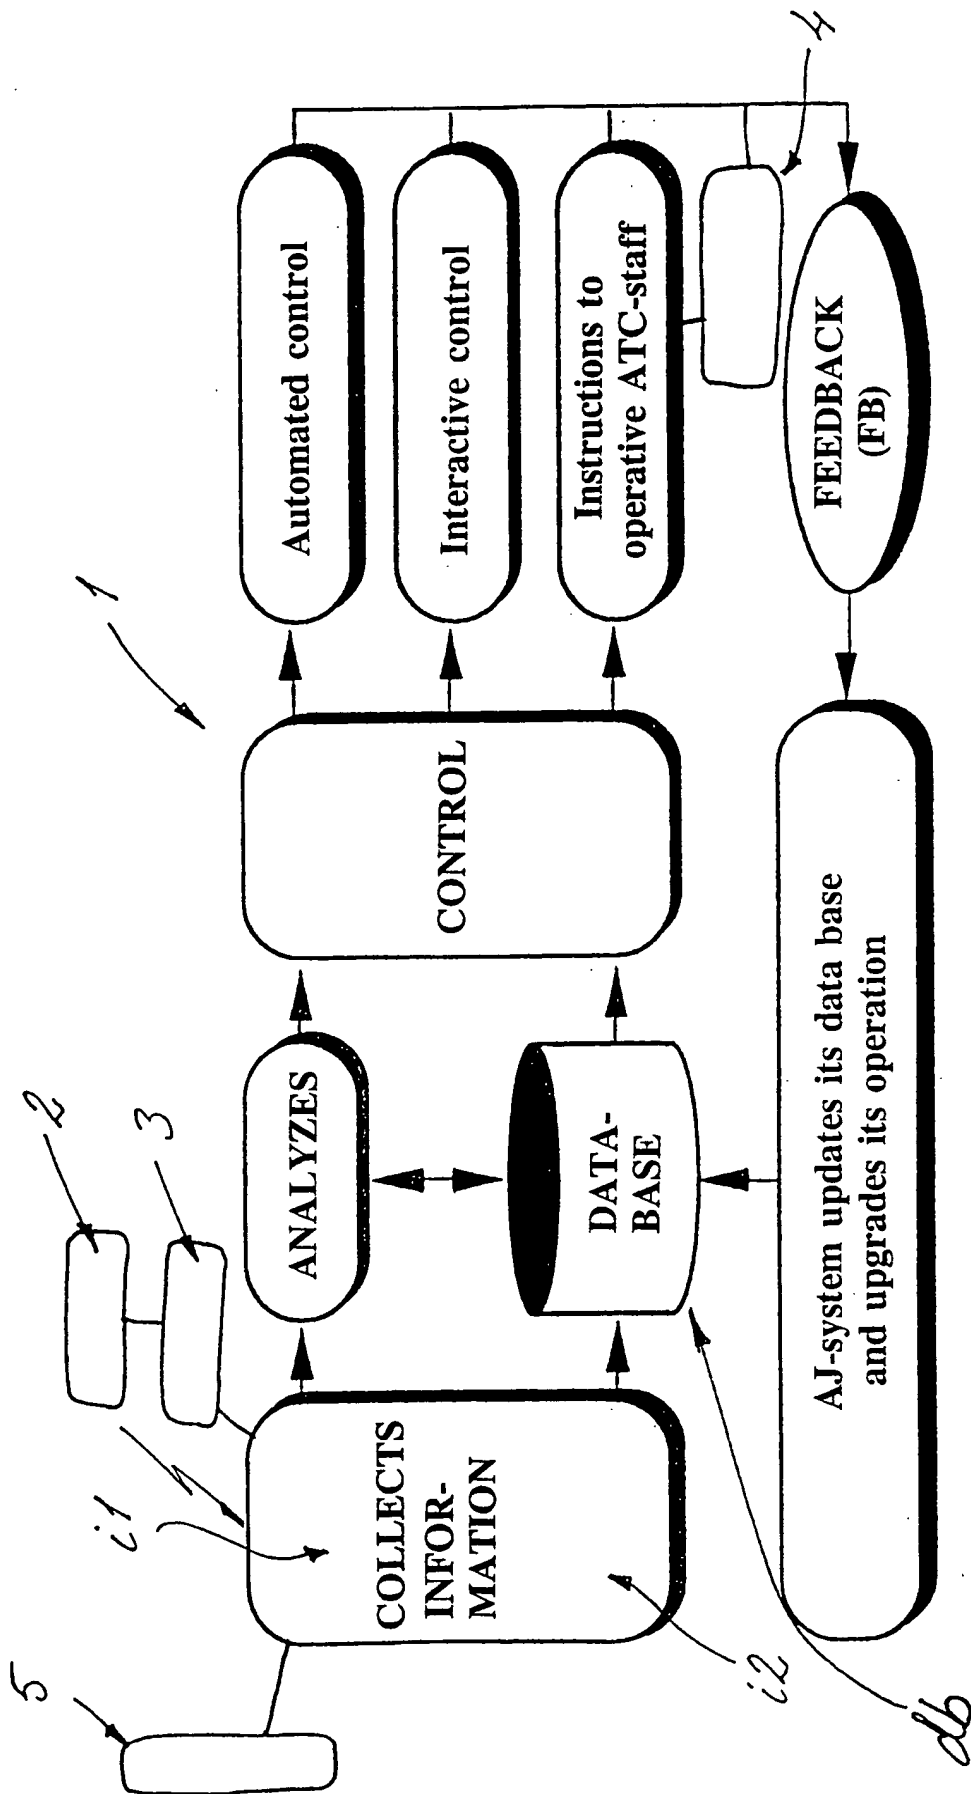 1
2
3
5
i1
i2
db
4
COLLECTS
INFOR-
MATION
ANALYZES
DATA-
BASE
CONTROL
Automated control
Interactive control
Instructions to
operative ATC-staff
FEEDBACK
(FB)
AJ-system updates its data base
and upgrades its operation